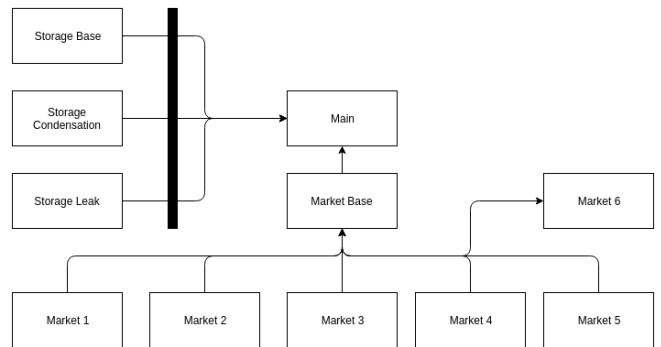 Storage Base
Storage
Condensation
Main
Storage Leak
Market Base
Market 6
Market 1
Market 2
Market 3
Market 4
Market 5